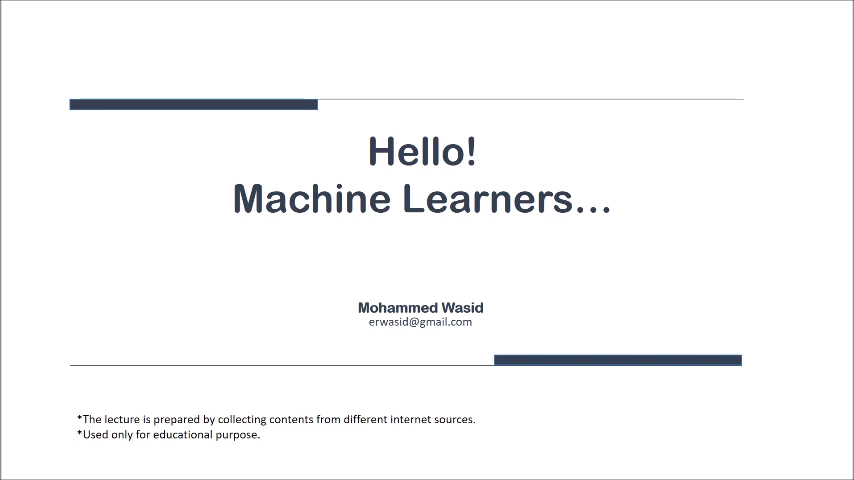 Hello!
Machine Learners...
Mohammed Wasid
erwasid@gmail.com
*The lecture is prepared by collecting contents from different internet sources.
*Used only for educational purpose.